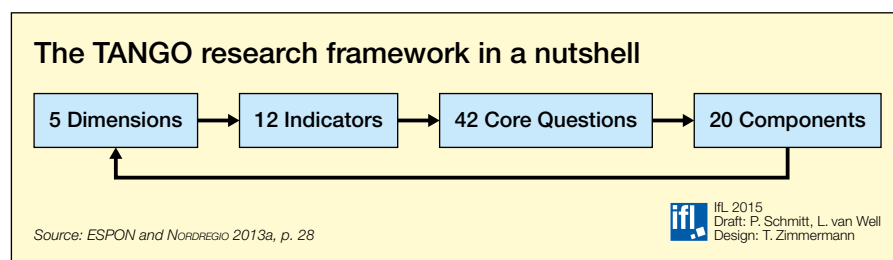 The TANGO research framework in a nutshell
5 Dimensions
12 Indicators
42 Core Questions
20 Components
Source: ESPON and NORDREGIO 2013a, p. 28
ifl
IfL 2015
Draft: P. Schmitt, L. van Well
Design: T. Zimmermann